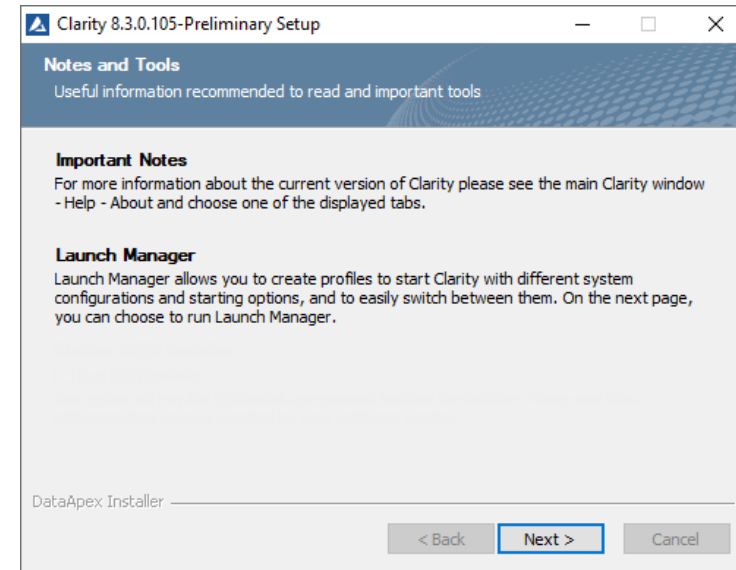 Clarity 8.3.0.105-Preliminary Setup
Notes and Tools
Useful information recommended to read and important tools
Important Notes
For more information about the current version of Clarity please see the main Clarity window
- Help - About and choose one of the displayed tabs.
Launch Manager
Launch Manager allows you to create profiles to start Clarity with different system
configurations and starting options, and to easily switch between them. On the next page,
you can choose to run Launch Manager.
DataApex Installer
< Back Next > Cancel